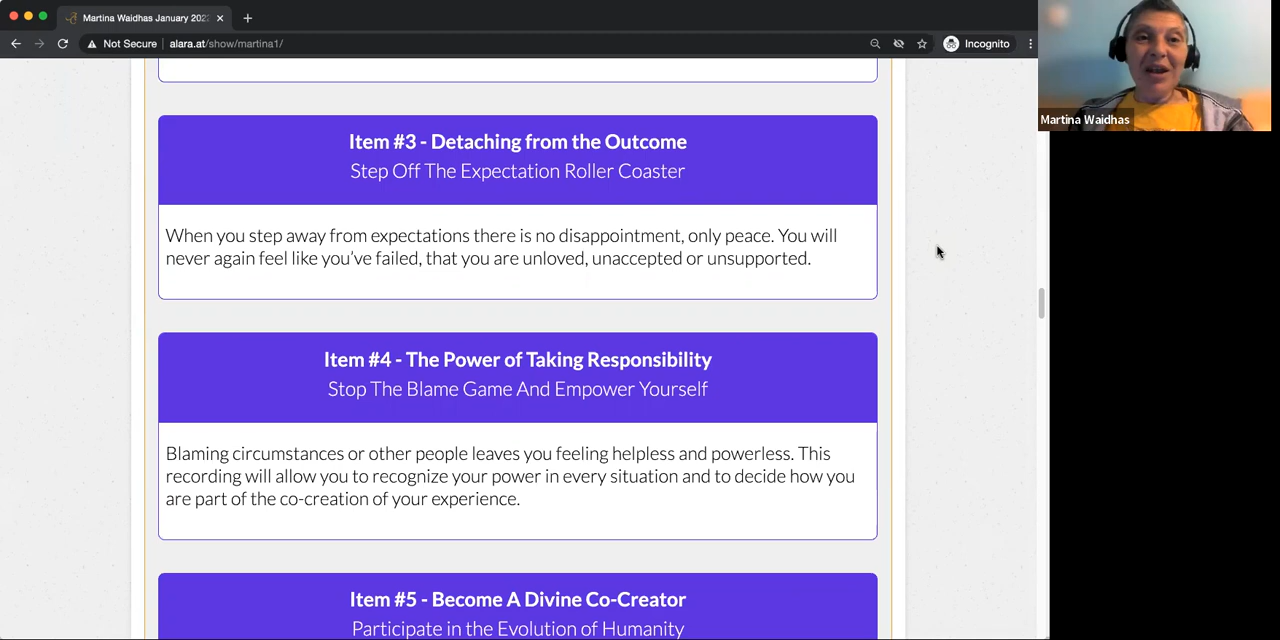 Martina Waidhas January 202
Not Secure
alara.at/show/martina1/
Incognito
Martina Waidhas
Item #3 - Detaching from the Outcome
Step Off The Expectation Roller Coaster
When you step away from expectations there is no disappointment, only peace. You will
never again feel like you've failed, that you are unloved, unaccepted or unsupported.
Item #4 - The Power of Taking Responsibility
Stop The Blame Game And Empower Yourself
Blaming circumstances or other people leaves you feeling helpless and powerless. This
recording will allow you to recognize your power in every situation and to decide how you
are part of the co-creation of your experience.
Item #5 - Become A Divine Co-Creator
Participate in the Evolution of Humanity